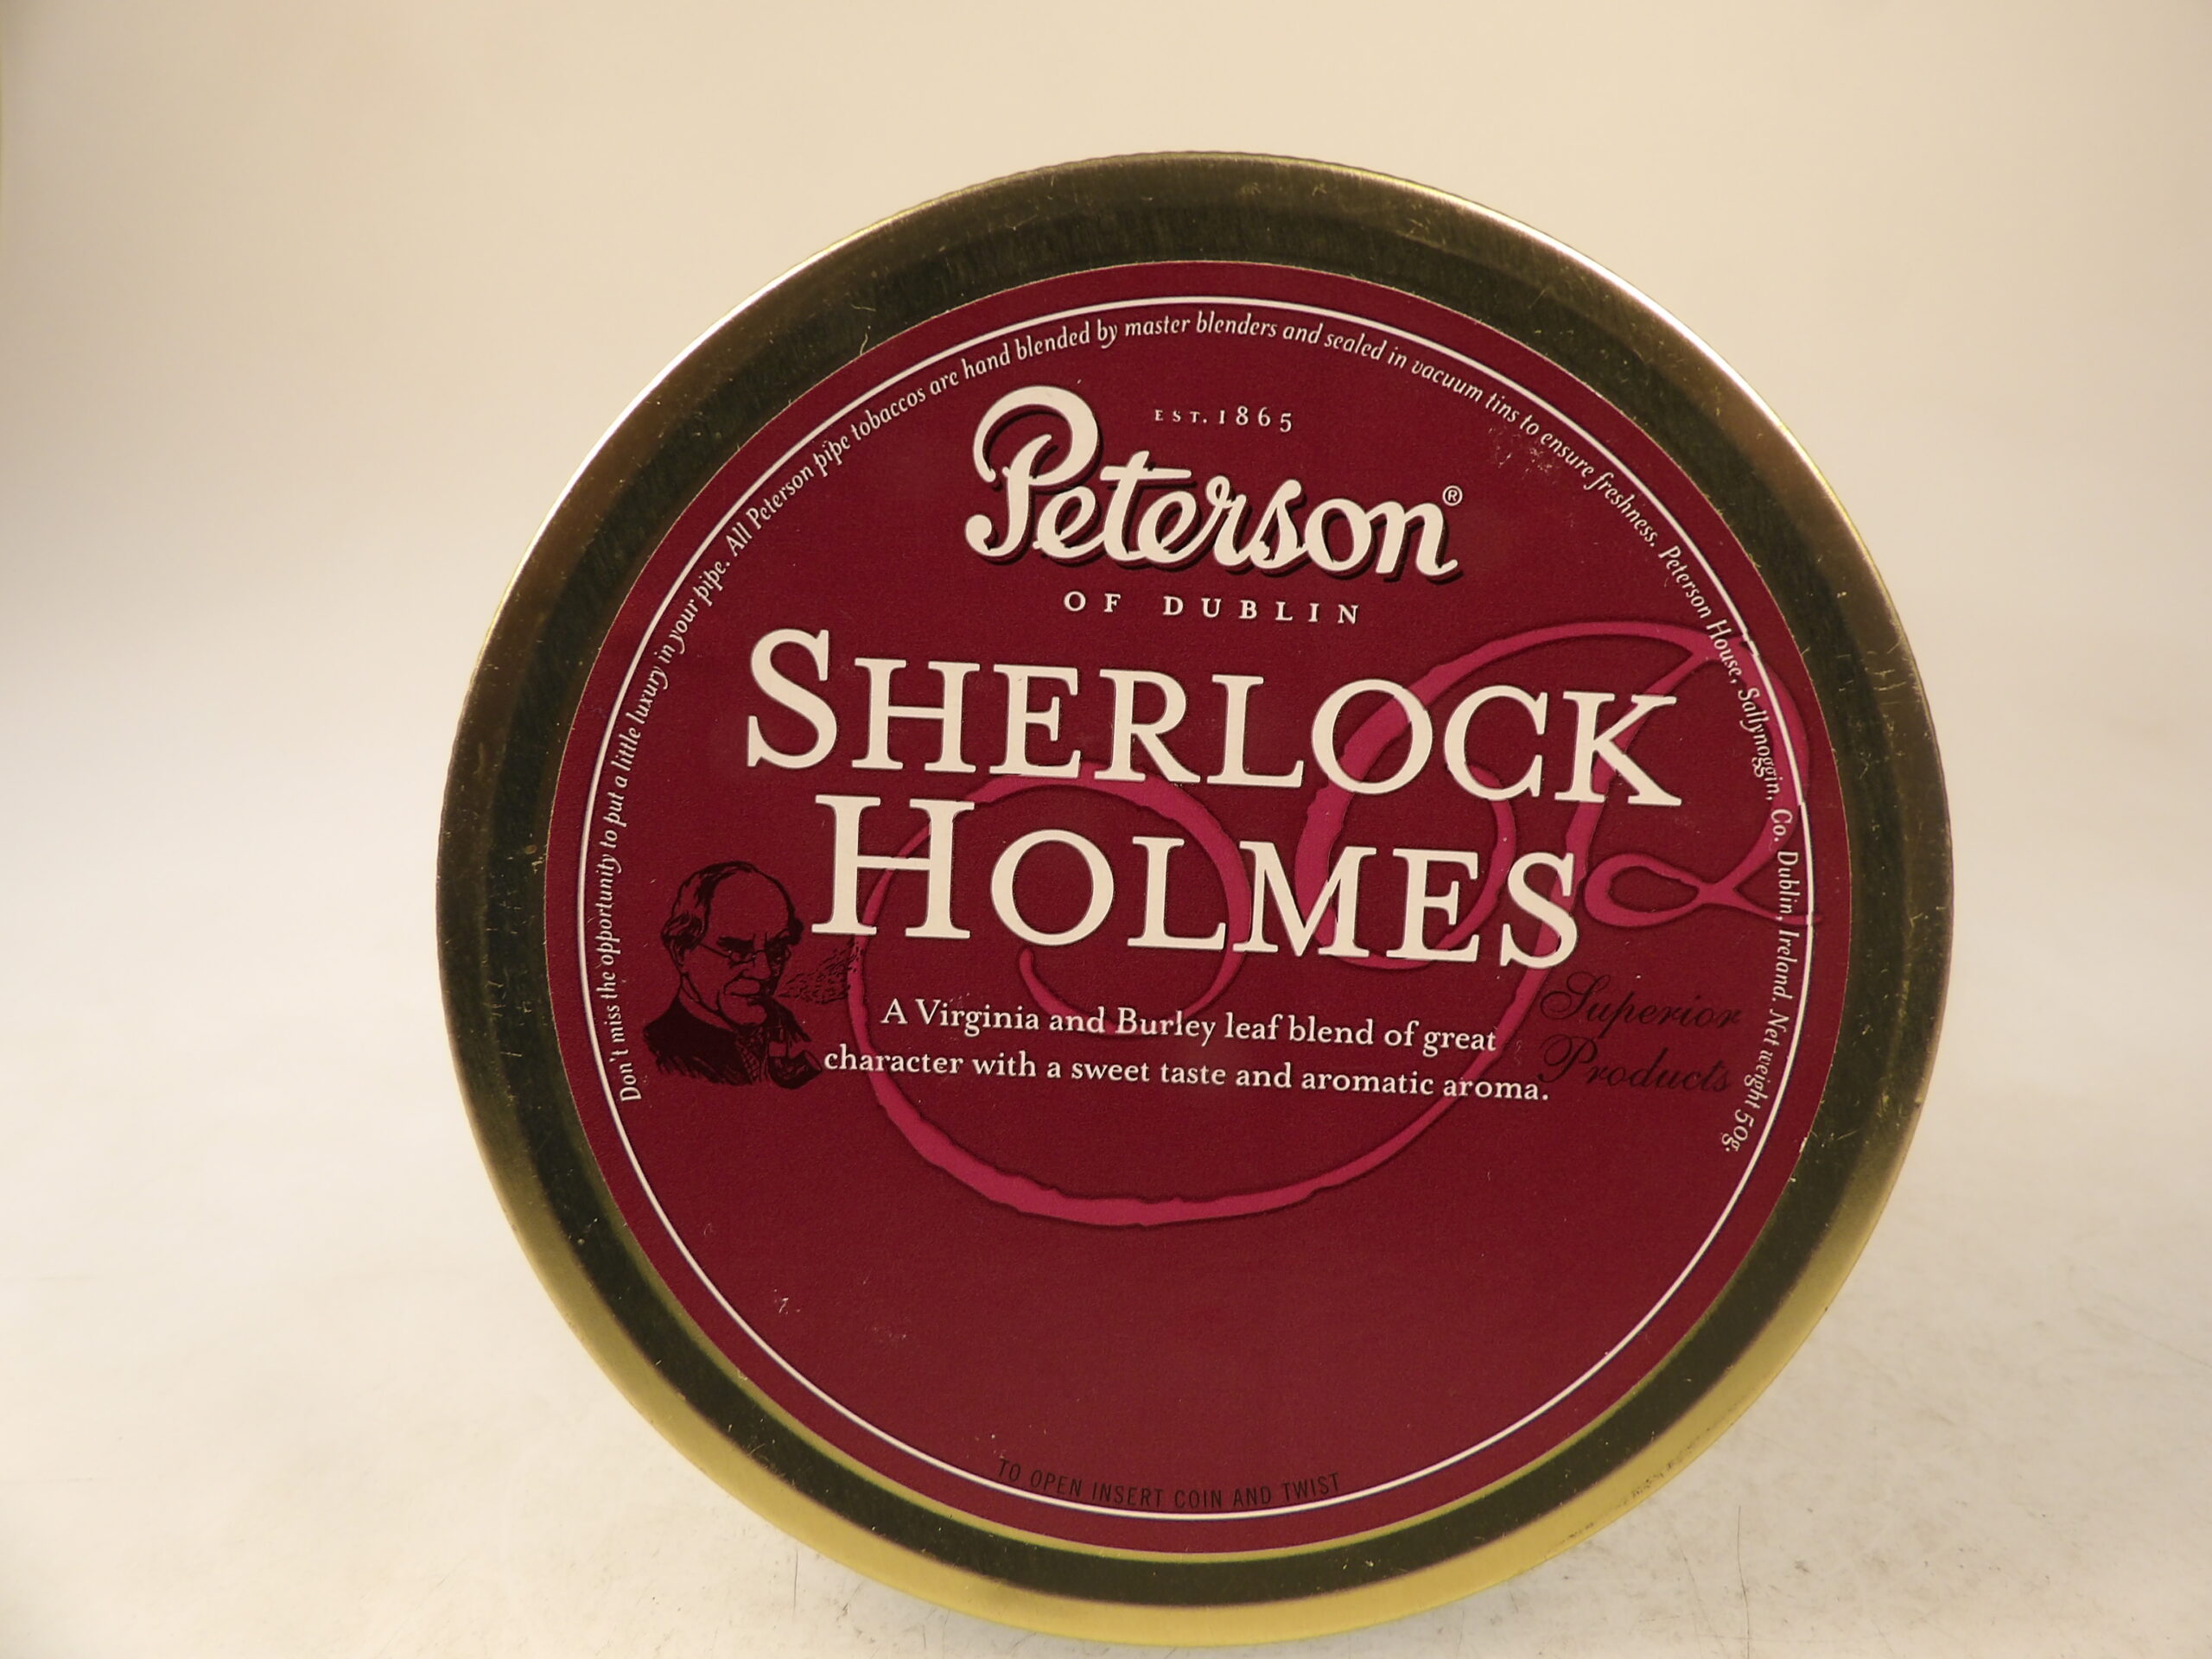 Don't miss the opportunity to put a little luxury in your pipe. All Peterson pipe tobaccos are hand blended by master blenders and sealed in vacuum tins to ensure freshness. Peterson House, Sallynoggin, Co. Dublin, Ireland. Net weight 50g.
EST. 1865
Peterson®
OF DUBLIN
SHERLOCK
HOLMES
A Virginia and Burley leaf blend of great
character with a sweet taste and aromatic aroma.
Superior
Products
TO OPEN INSERT COIN AND TWIST